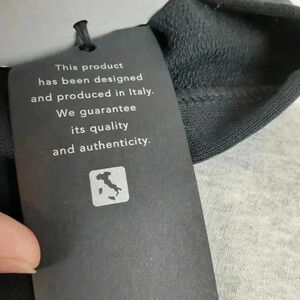 This product
has been designed
and produced in Italy.
We guarantee
its quality
and authenticity.